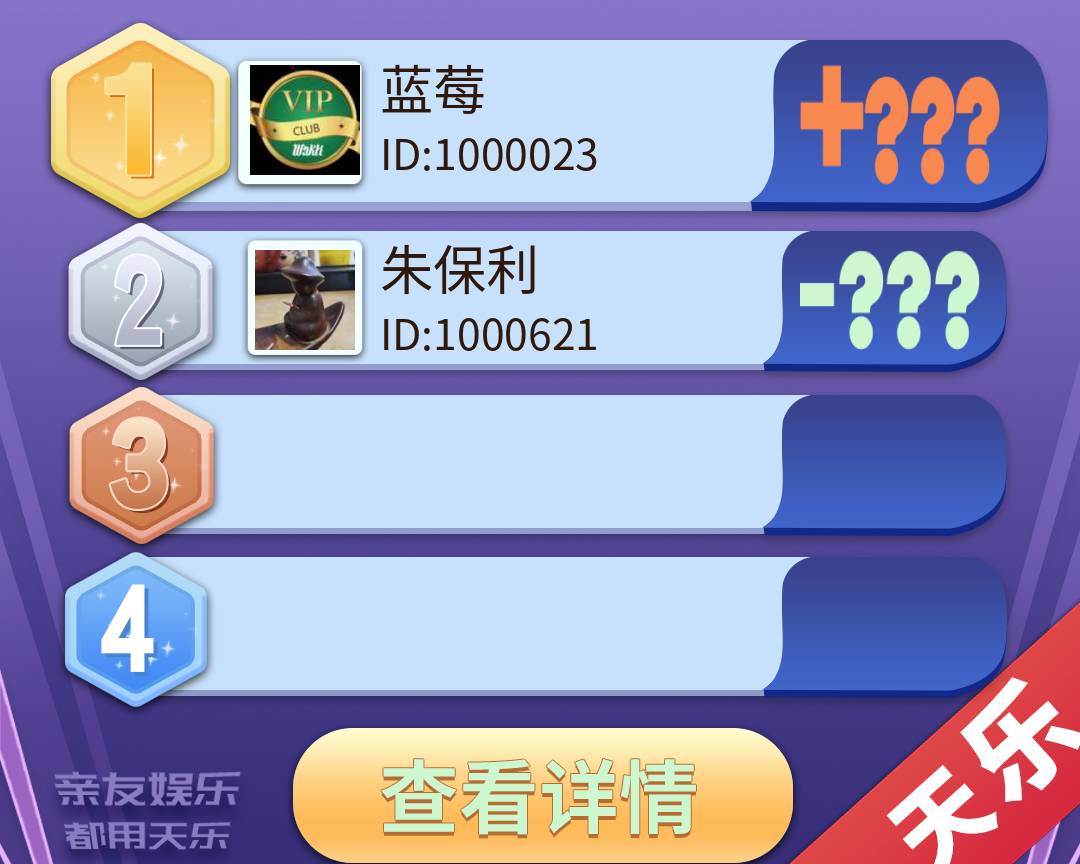 1
VIP
CLUB
蓝莓
ID:1000023
+???
2
朱保利
ID:1000621
-???
3
4
查看详情
亲友娱乐
都用天乐
天乐